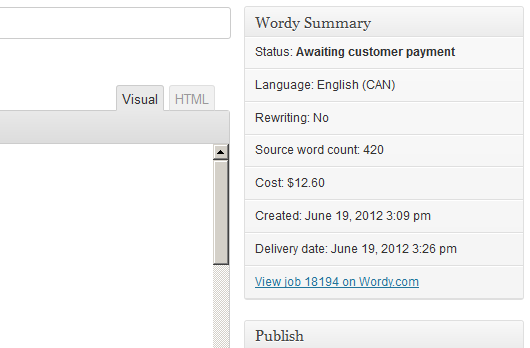 Wordy Summary
Status: Awaiting customer payment
Language: English (CAN)
Visual HTML
Rewriting: No
Source word count: 420
Cost: $12.60
Created: June 19, 2012 3:09 pm
Delivery date: June 19, 2012 3:26 pm
View job 18194 on Wordy.com
Publish